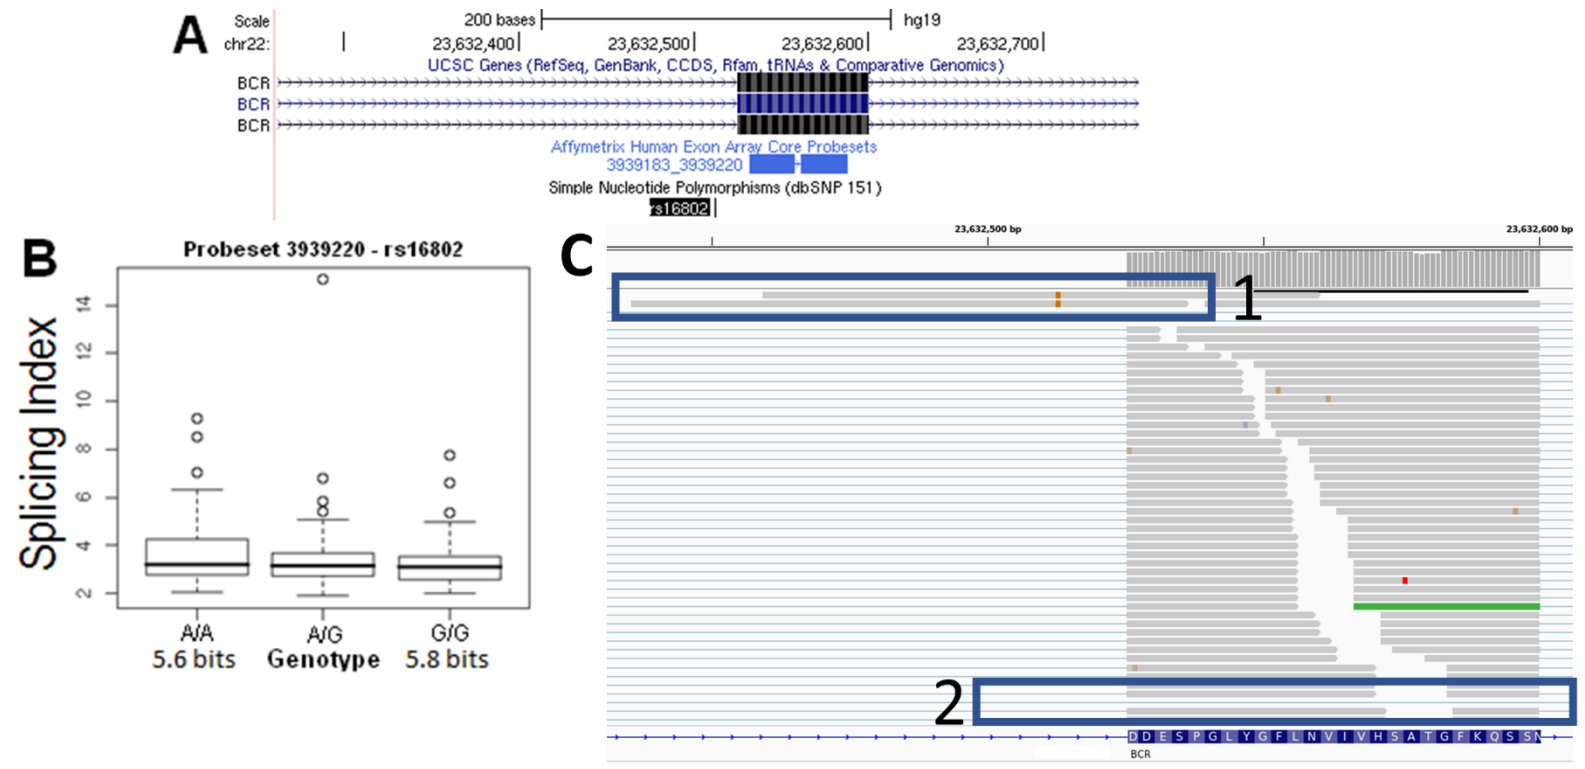 A
Scale
200 bases
hg19
chr22:
23,632,400
23,632,500
23,632,600
23,632,700
UCSC Genes (RefSeq, GenBank, CCDS, Rfam, tRNAs & Comparative Genomics)
BCR
BCR
BCR
Affymetrix Human Exon Array Core Probesets
3939183_3939220
Simple Nucleotide Polymorphisms (dbSNP 151)
rs16802
B
Probeset 3939220 - rs16802
Splicing Index
14
12
10
8
6
4
2
A/A
A/G
G/G
5.6 bits
Genotype
5.8 bits
C
23,632,500 bp
23,632,600 bp
1
2
D D E S P G L Y G F L N V I V H S A T G F K Q S S N
BCR